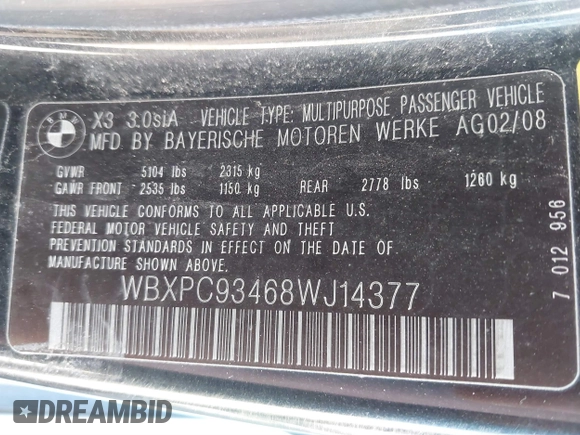 BMW
X3 3.0siA VEHICLE TYPE: MULTIPURPOSE PASSENGER VEHICLE
MFD BY BAYERISCHE MOTOREN WERKE AG02/08
GVWR 5104 lbs 2315 kg
GAWR FRONT 2535 lbs 1150 kg REAR 2778 lbs 1260 kg
THIS VEHICLE CONFORMS TO ALL APPLICABLE U.S.
FEDERAL MOTOR VEHICLE SAFETY AND THEFT
PREVENTION STANDARDS IN EFFECT ON THE DATE OF
MANUFACTURE SHOWN ABOVE.
WBXPC93468WJ14377
7 012 956
DREAMBID